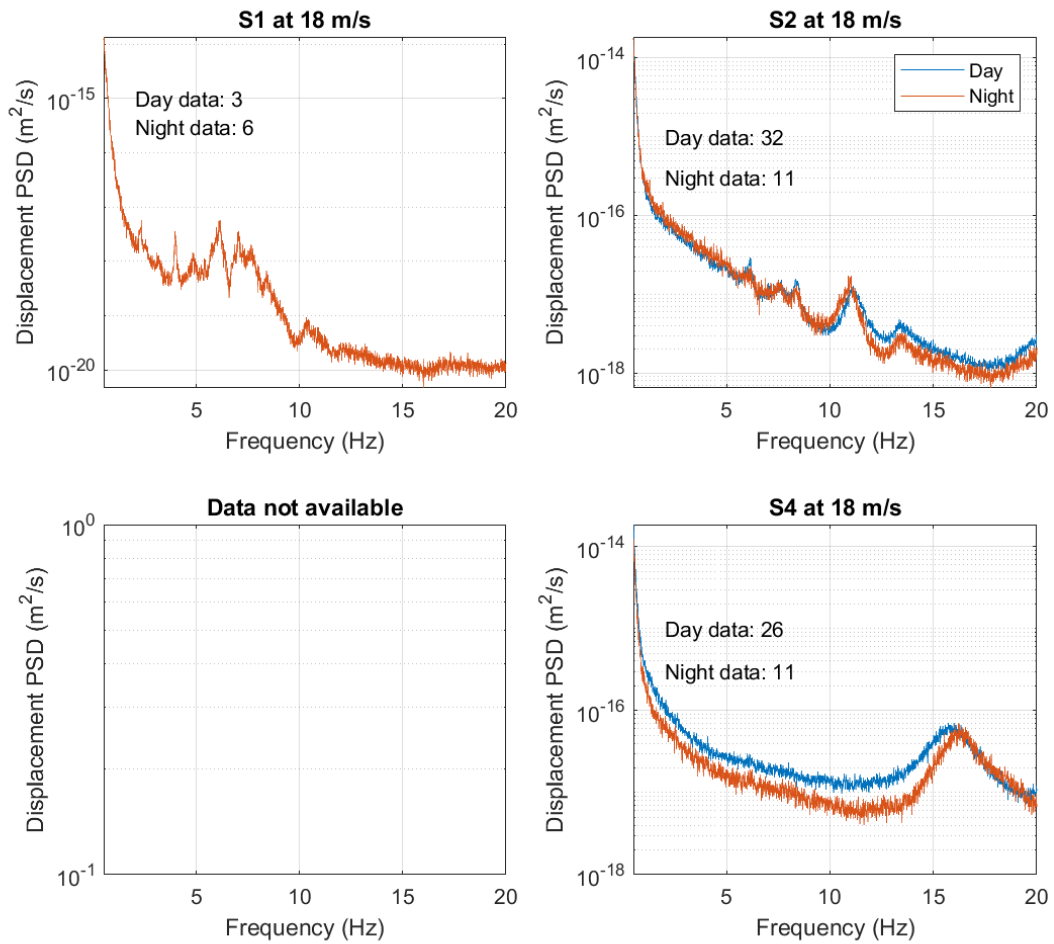 S1 at 18 m/s
Displacement PSD (m²/s)
10⁻¹⁵
10⁻²⁰
Day data: 3
Night data: 6
5 10 15 20
Frequency (Hz)
S2 at 18 m/s
Displacement PSD (m²/s)
10⁻¹⁴
10⁻¹⁶
10⁻¹⁸
Day
Night
Day data: 32
Night data: 11
5 10 15 20
Frequency (Hz)
Data not available
Displacement PSD (m²/s)
10⁰
10⁻¹
5 10 15 20
Frequency (Hz)
S4 at 18 m/s
Displacement PSD (m²/s)
10⁻¹⁴
10⁻¹⁶
10⁻¹⁸
Day data: 26
Night data: 11
5 10 15 20
Frequency (Hz)